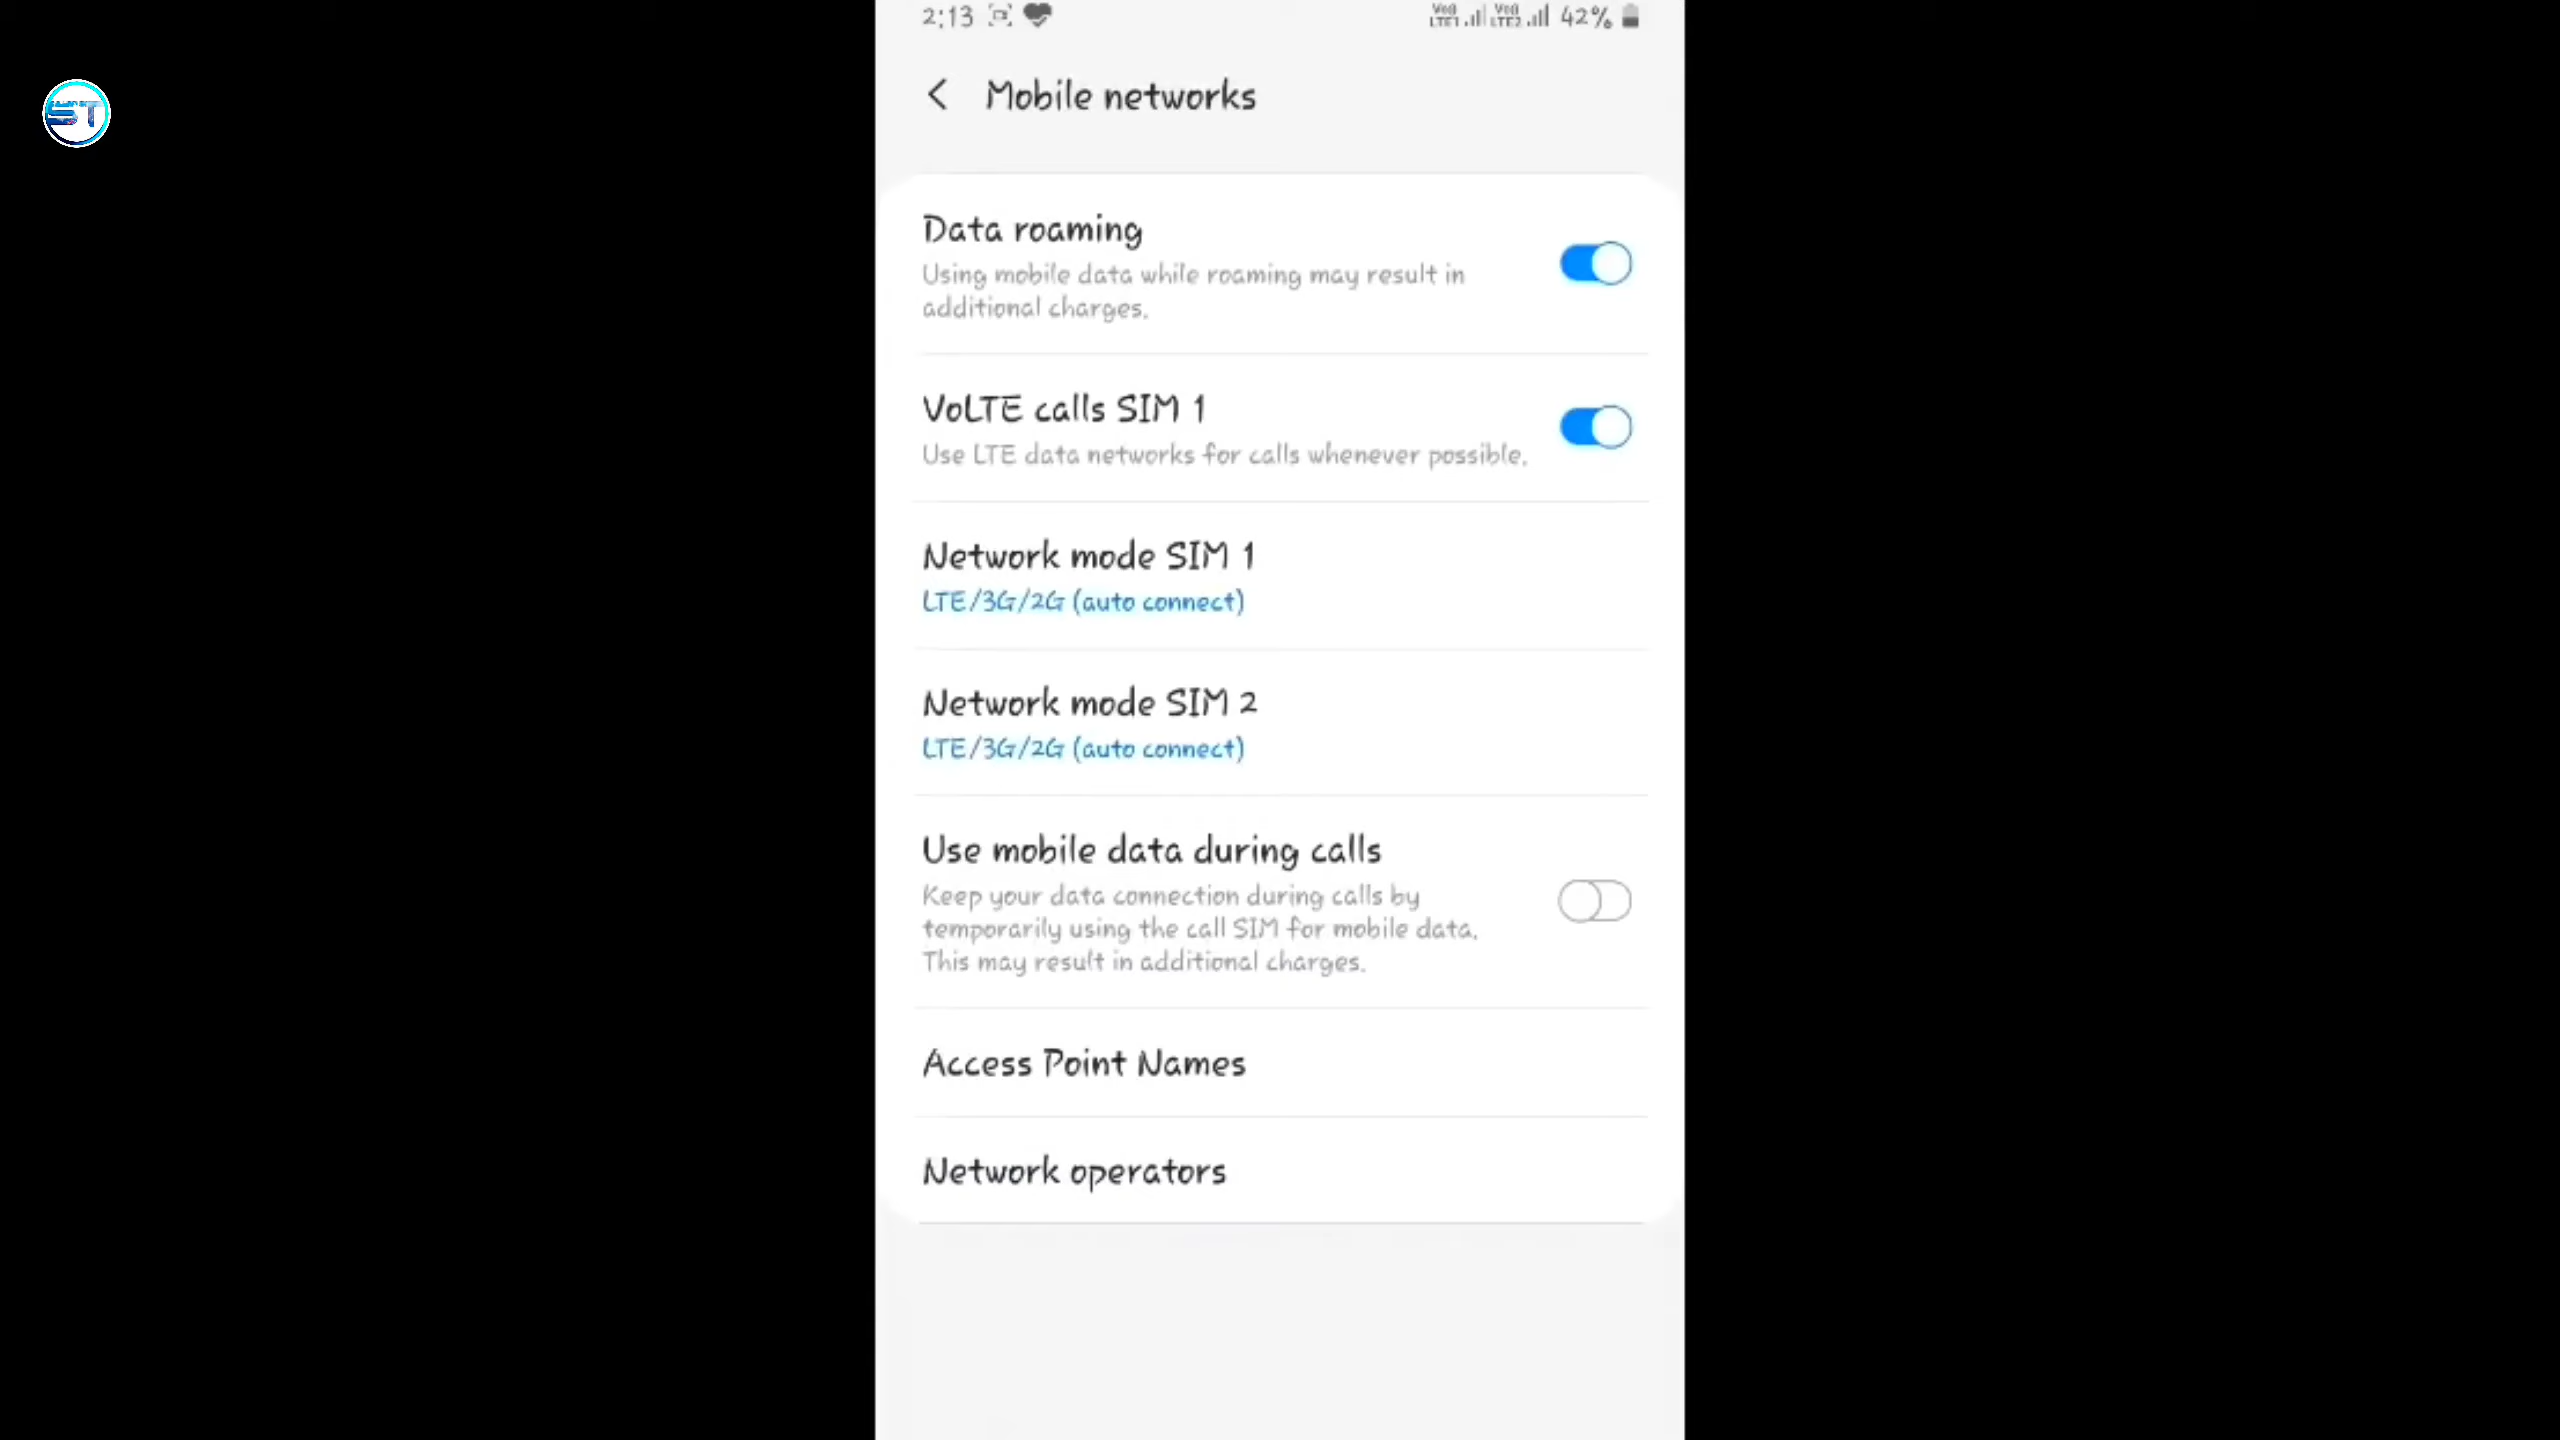 2:13
42%
ST
Mobile networks
Data roaming
Using mobile data while roaming may result in
additional charges.
VoLTE calls SIM 1
Use LTE data networks for calls whenever possible.
Network mode SIM 1
LTE/3G/2G (auto connect)
Network mode SIM 2
LTE/3G/2G (auto connect)
Use mobile data during calls
Keep your data connection during calls by
temporarily using the call SIM for mobile data.
This may result in additional charges.
Access Point Names
Network operators